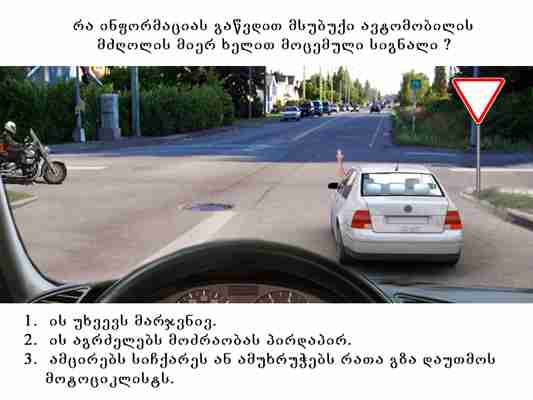 რა ინფორმაციას გაწვდით მსუბუქი ავტომობილის
მძღოლის მიერ ხელით მოცემული სიგნალი ?
1. ის უხვევს მარჯვნივ.
2. ის აგრძელებს მოძრაობას პირდაპირ.
3. ამცირებს სიჩქარეს ან ამუხრუჭებს რათა გზა დაუთმოს
მოტოციკლისტს.